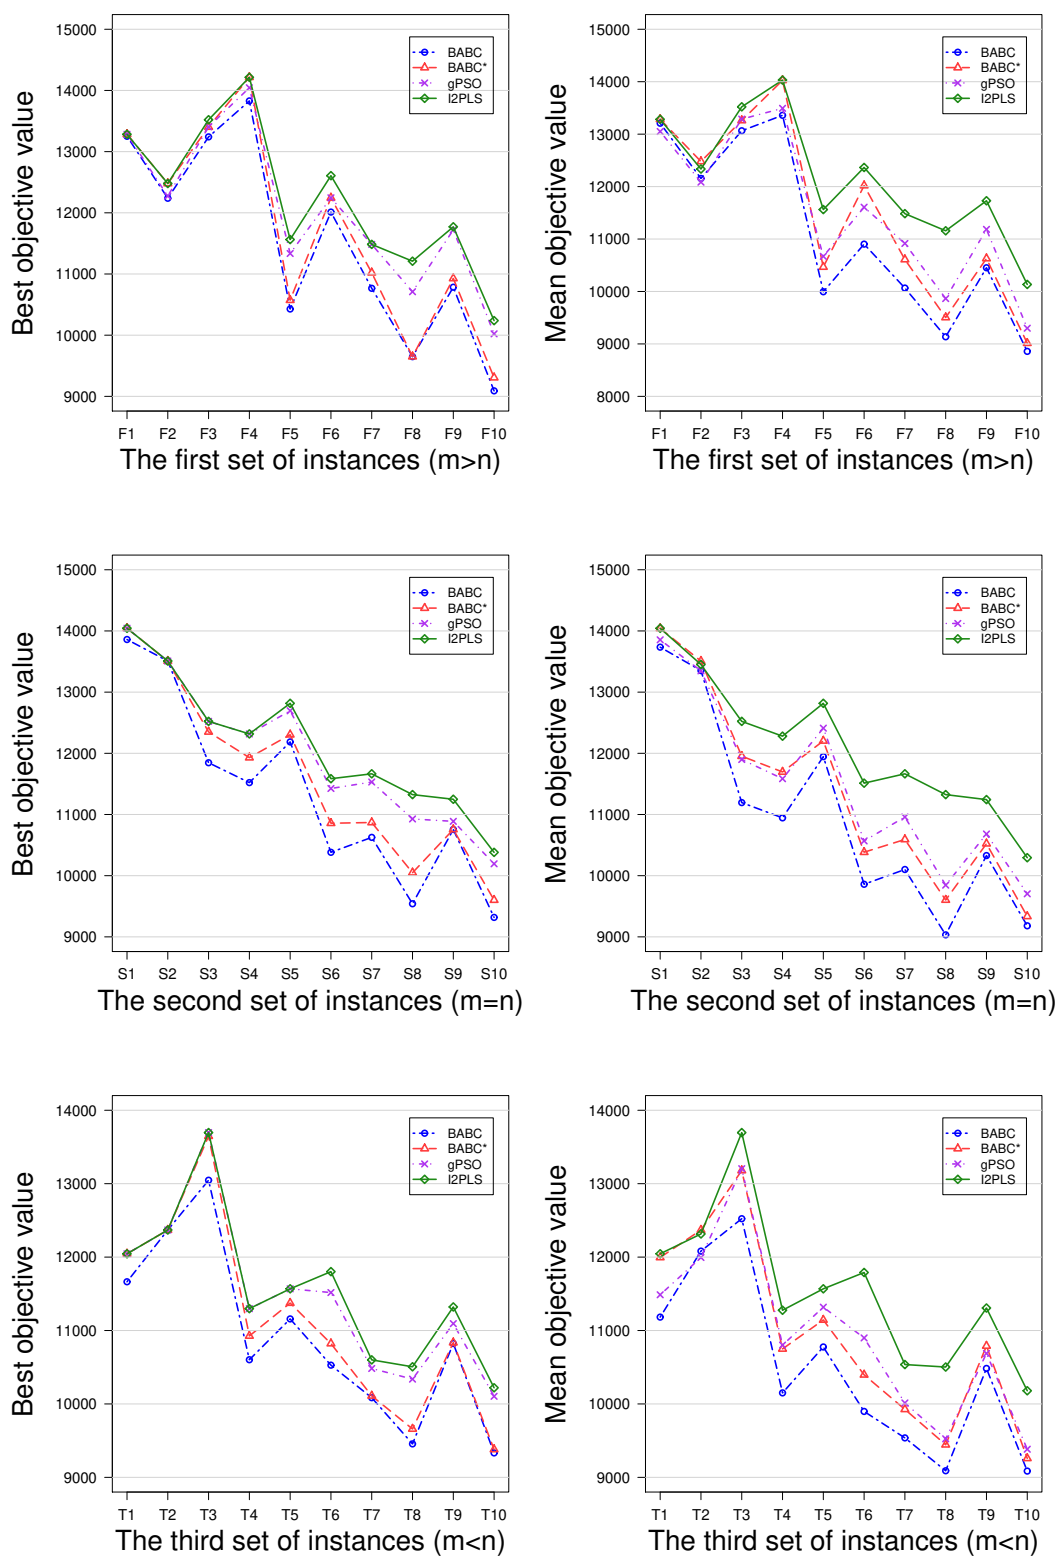 Best objective value
15000
14000
13000
12000
11000
10000
9000
BABC
BABC*
gPSO
I2PLS
F1 F2 F3 F4 F5 F6 F7 F8 F9 F10
The first set of instances (m>n)
Mean objective value
15000
14000
13000
12000
11000
10000
9000
8000
BABC
BABC*
gPSO
I2PLS
F1 F2 F3 F4 F5 F6 F7 F8 F9 F10
The first set of instances (m>n)
Best objective value
15000
14000
13000
12000
11000
10000
9000
BABC
BABC*
gPSO
I2PLS
S1 S2 S3 S4 S5 S6 S7 S8 S9 S10
The second set of instances (m=n)
Mean objective value
15000
14000
13000
12000
11000
10000
9000
BABC
BABC*
gPSO
I2PLS
S1 S2 S3 S4 S5 S6 S7 S8 S9 S10
The second set of instances (m=n)
Best objective value
14000
13000
12000
11000
10000
9000
BABC
BABC*
gPSO
I2PLS
T1 T2 T3 T4 T5 T6 T7 T8 T9 T10
The third set of instances (m<n)
Mean objective value
14000
13000
12000
11000
10000
9000
BABC
BABC*
gPSO
I2PLS
T1 T2 T3 T4 T5 T6 T7 T8 T9 T10
The third set of instances (m<n)